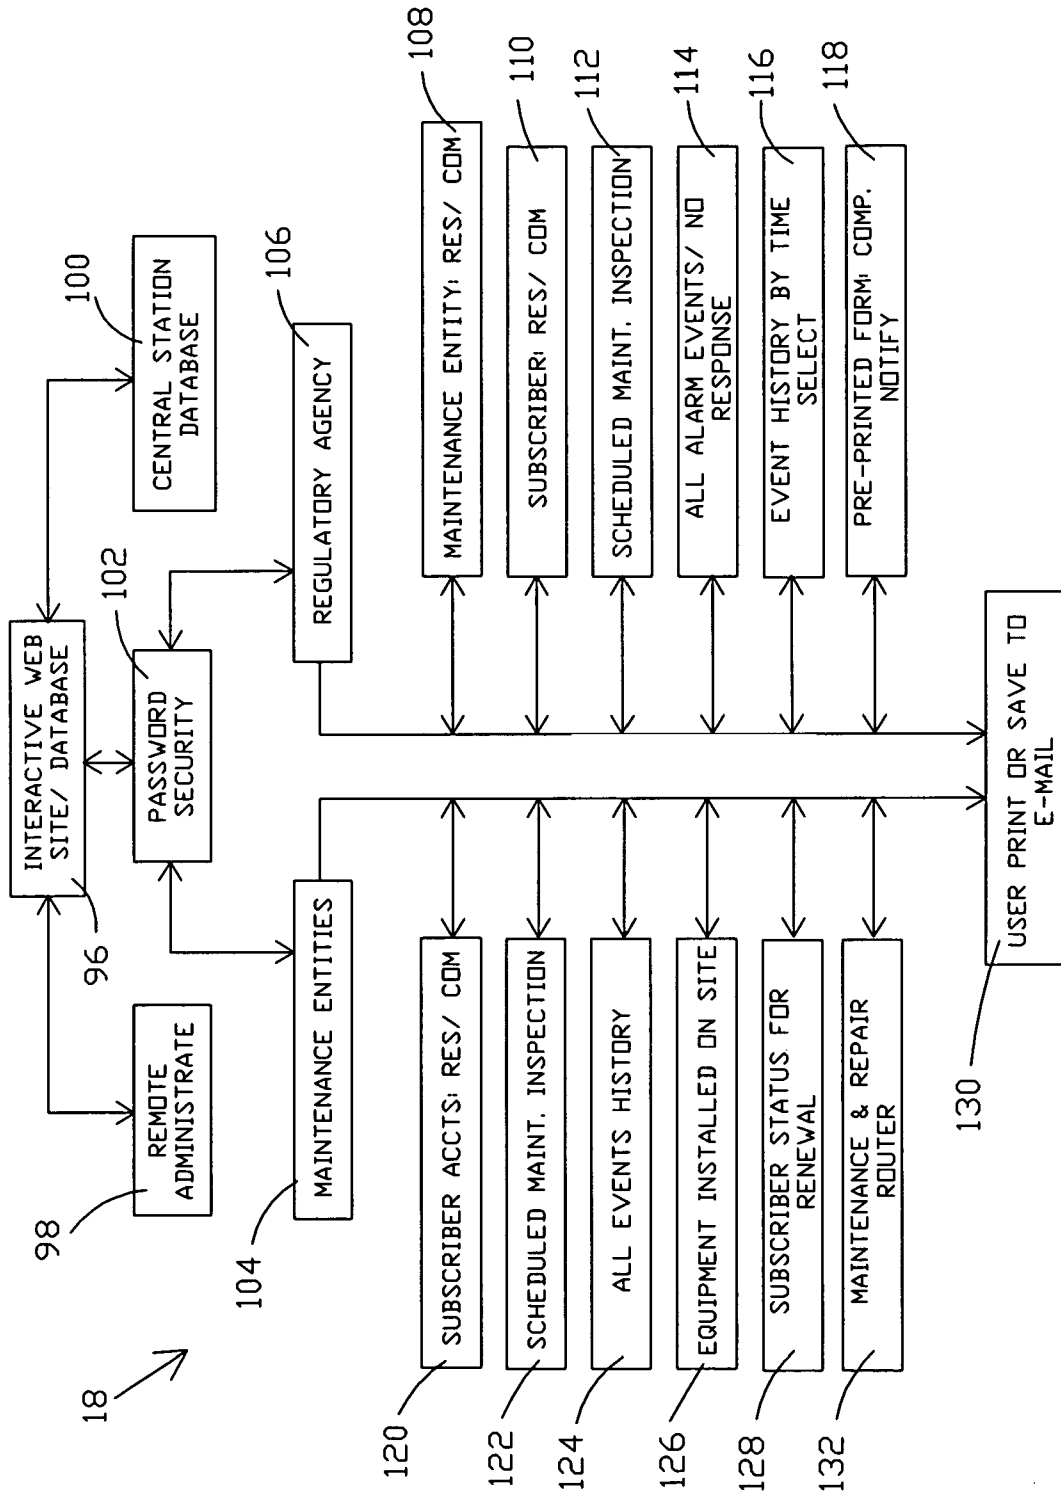 18
INTERACTIVE WEB
SITE/ DATABASE
96
REMOTE
ADMINISTRATE
98
PASSWORD
SECURITY
102
CENTRAL STATION
DATABASE
100
MAINTENANCE ENTITIES
104
REGULATORY AGENCY
106
SUBSCRIBER ACCTS: RES/ COM
120
MAINTENANCE ENTITY: RES/ COM
108
SCHEDULED MAINT. INSPECTION
122
SUBSCRIBER: RES/ COM
110
ALL EVENTS HISTORY
124
SCHEDULED MAINT. INSPECTION
112
EQUIPMENT INSTALLED ON SITE
126
ALL ALARM EVENTS/ NO
RESPONSE
114
SUBSCRIBER STATUS FOR
RENEWAL
128
EVENT HISTORY BY TIME
SELECT
116
MAINTENANCE & REPAIR
ROUTER
132
PRE-PRINTED FORM: COMP.
NOTIFY
118
USER PRINT OR SAVE TO
E-MAIL
130